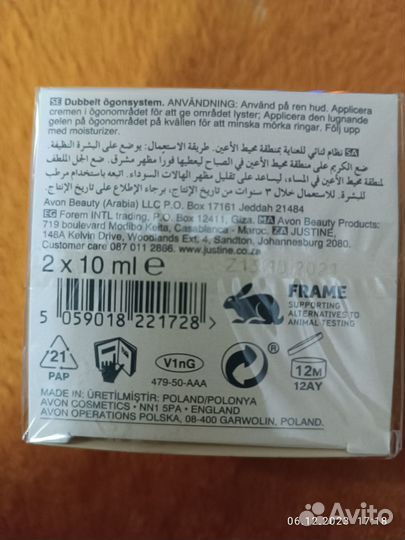 SE Dubbelt ögonsystem. ANVÄNDNING: Använd på ren hud. Applicera
cremen i ögonområdet för att ge området lyster; Applicera den lugnande
gelen på ögonområdet på kvällen för att minska mörka ringar. Följ upp
med moisturizer.
SA نظام ثنائي للعناية بمنطقة محيط الأعين. طريقة الاستعمال: يوضع على البشرة النظيفة.
ضع الكريم على منطقة محيط الأعين في الصباح ليعطيها فورا مظهر مشرق. ضع الجل الملطف
لمنطقة محيط الأعين في المساء، ليساعد على تقليل مظهر الهالات. اتبعه باستخدام مرطب
للبشرة. للاستعمال خلال ٣ سنوات من تاريخ الإنتاج، برجاء الإطلاع على تاريخ الإنتاج.
Avon Beauty (Arabia) LLC P.O. Box 17161 Jeddah 21484
EG Forem INTL trading, P.O. Box 12411, Giza. MA Avon Beauty Products:
719 boulevard Modibo Keita, Casablanca - Maroc. ZA JUSTINE,
148A Kelvin Drive, Woodlands Ext 4, Sandton, Johannesburg 2080.
Customer care 087 011 2866. www.justine.co.za
2 x 10 ml e
5 059018 221728 >
FRAME
SUPPORTING
ALTERNATIVES TO
ANIMAL TESTING
21
PAP
V1nG
479-50-AAA
®
12M
12AY
MADE IN: ÜRETİLMİŞTİR: POLAND/POLONYA
AVON COSMETICS • NN1 5PA • ENGLAND
AVON OPERATIONS POLSKA, 08-400 GARWOLIN, POLAND.
06.12.2023 17:18
Avito